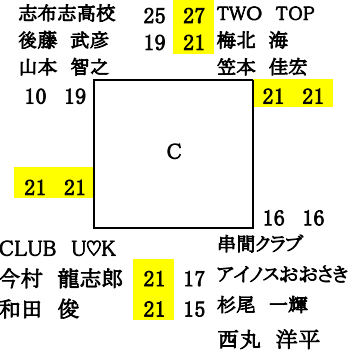 志布志高校 25 27 TWO TOP
後藤 武彦 19 21 梅北 海
山本 智之 笠本 佳宏
10 19 21 21
C
21 21
16 16
CLUB U♡K 串間クラブ
今村 龍志郎 21 17 アイノスおおさき
和田 俊 21 15 杉尾 一輝
西丸 洋平